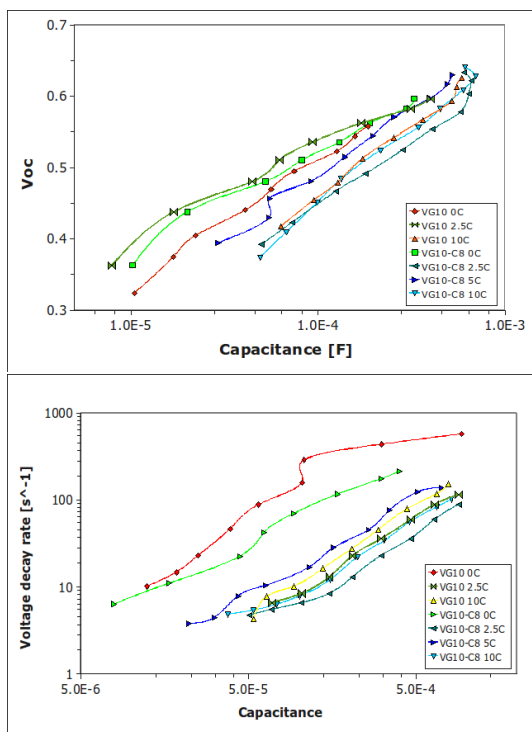 0.7
0.6
0.5
0.4
0.3
Voc
1.0E-5
1.0E-4
1.0E-3
Capacitance [F]
VG10 0C
VG10 2.5C
VG10 10C
VG10-C8 0C
VG10-C8 2.5C
VG10-C8 5C
VG10-C8 10C
1000
100
10
1
Voltage decay rate [s^-1]
5.0E-6
5.0E-5
5.0E-4
Capacitance
VG10 0C
VG10 2.5C
VG10 10C
VG10-C8 0C
VG10-C8 2.5C
VG10-C8 5C
VG10-C8 10C